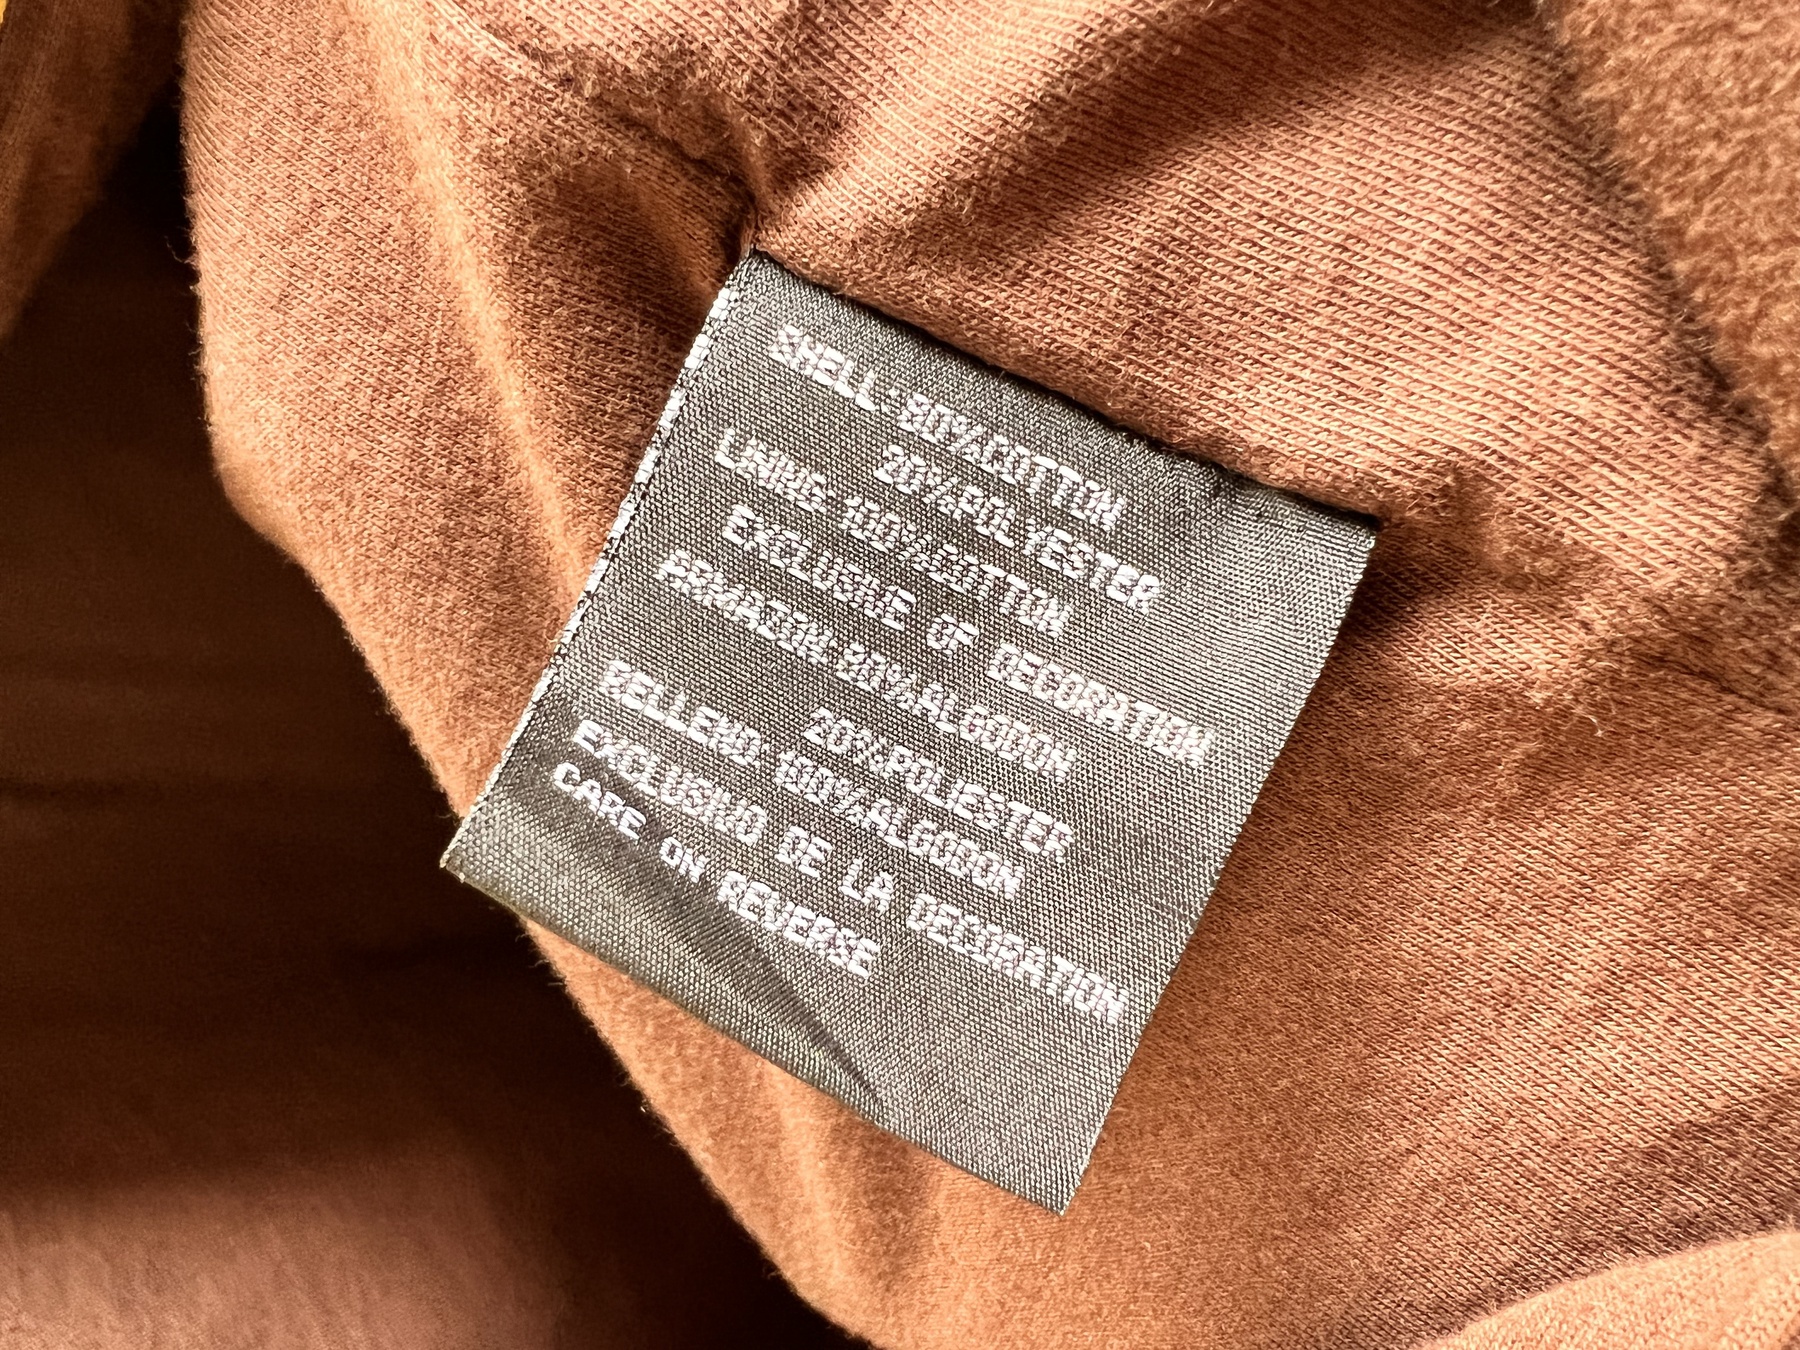 SHELL:80%COTTON
20%POLYESTER
LINING:100%COTTON
EXCLUSIVE OF DECORATION
ARMAZON:80%ALGODON
20%POLIESTER
RELLENO:100%ALGODON
EXCLUSIVO DE LA DECORATION
CARE ON REVERSE